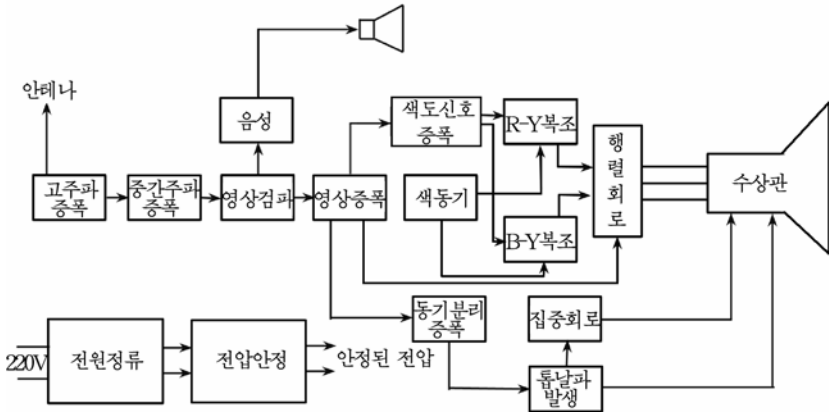 안테나
음성
고주파
증폭
중간주파
증폭
영상검파
영상증폭
색도신호
증폭
R-Y복조
색동기
B-Y복조
행
렬
회
로
수상관
동기분리
증폭
집중회로
톱날파
발생
220V
전원정류
전압안정
안정된 전압